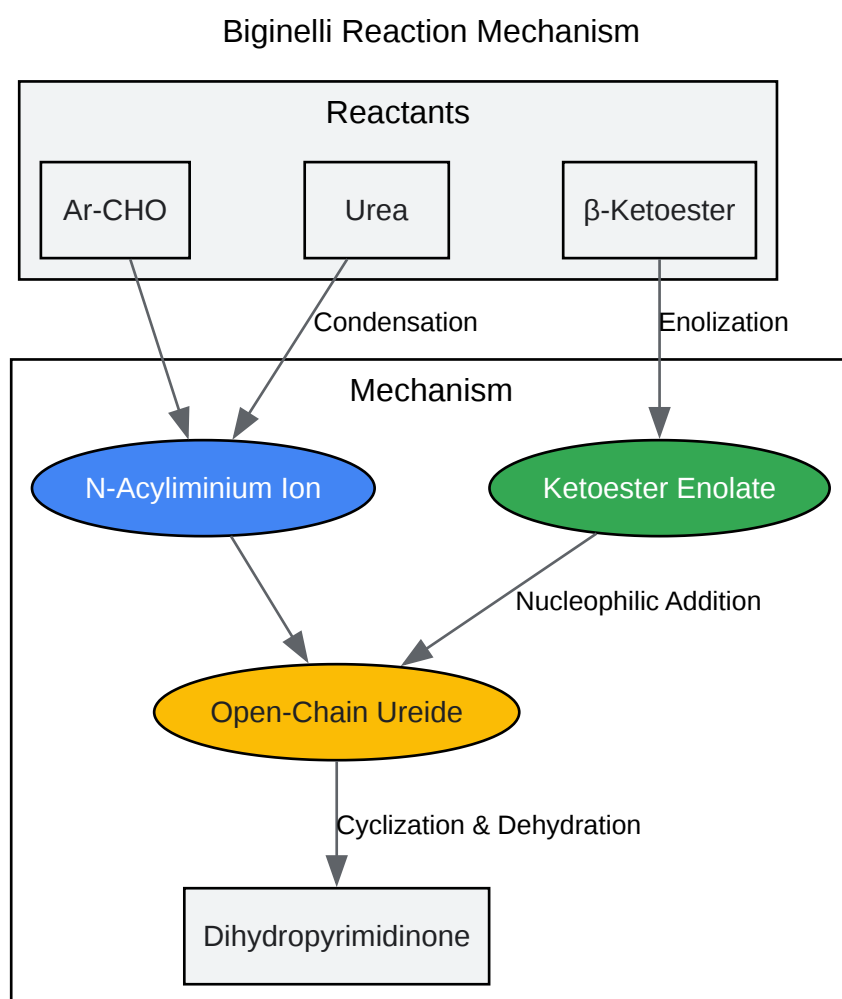 Biginelli Reaction Mechanism
Reactants
Ar-CHO
Urea
β-Ketoester
Condensation
Enolization
Mechanism
N-Acyliminium Ion
Ketoester Enolate
Nucleophilic Addition
Open-Chain Ureide
Cyclization & Dehydration
Dihydropyrimidinone